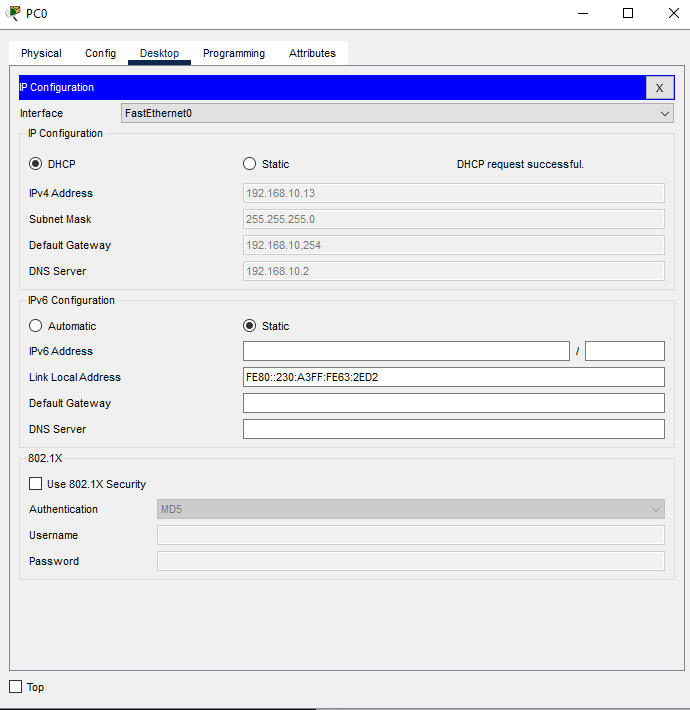 PC0
Physical Config Desktop Programming Attributes
IP Configuration X
Interface FastEthernet0
IP Configuration
DHCP Static DHCP request successful.
IPv4 Address 192.168.10.13
Subnet Mask 255.255.255.0
Default Gateway 192.168.10.254
DNS Server 192.168.10.2
IPv6 Configuration
Automatic Static
IPv6 Address /
Link Local Address FE80::230:A3FF:FE63:2ED2
Default Gateway
DNS Server
802.1X
Use 802.1X Security
Authentication MD5
Username
Password
Top